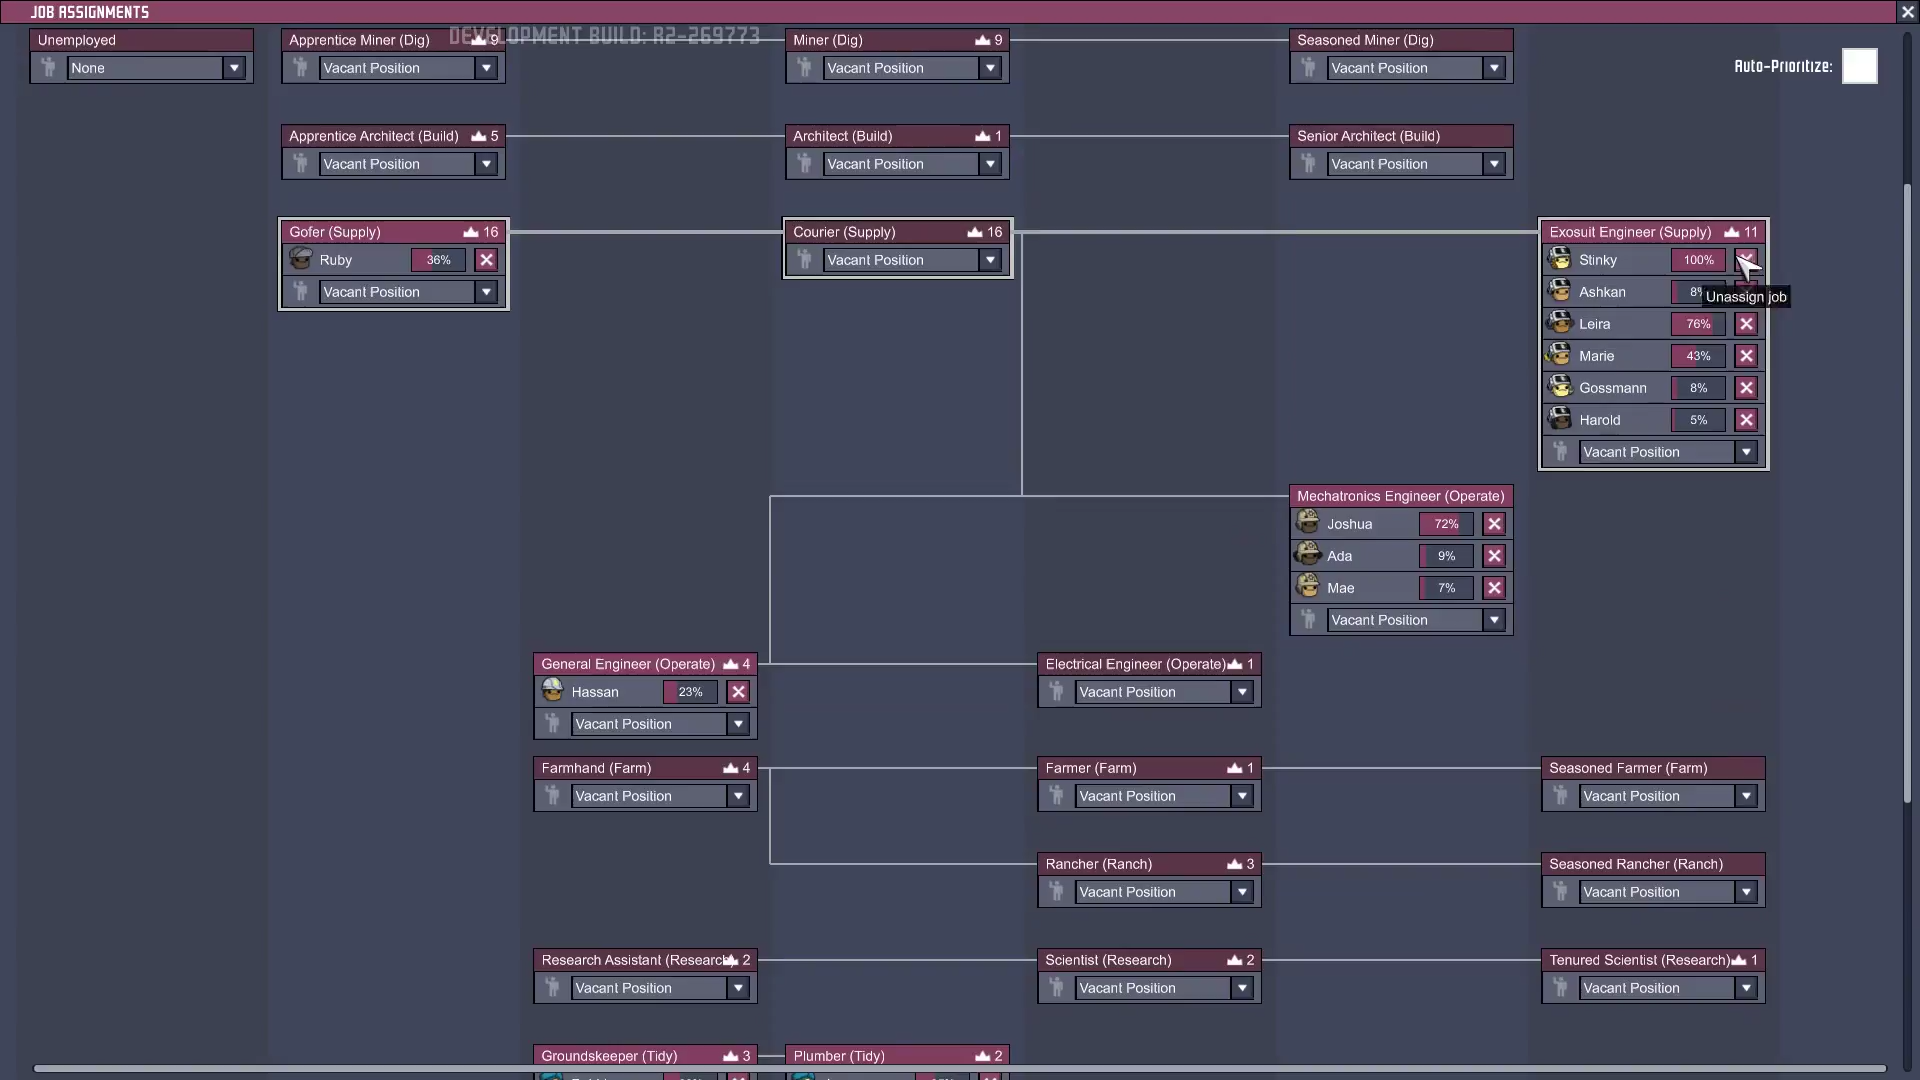 JOB ASSIGNMENTS
DEVELOPMENT BUILD: R2-269773
Auto-Prioritize:
Unemployed
None
Apprentice Miner (Dig) 9
Vacant Position
Miner (Dig) 9
Vacant Position
Seasoned Miner (Dig)
Vacant Position
Apprentice Architect (Build) 5
Vacant Position
Architect (Build) 1
Vacant Position
Senior Architect (Build)
Vacant Position
Gofer (Supply) 16
Ruby 36%
Vacant Position
Courier (Supply) 16
Vacant Position
Exosuit Engineer (Supply) 11
Stinky 100%
Ashkan 8%
Unassign job
Leira 76%
Marie 43%
Gossmann 8%
Harold 5%
Vacant Position
Mechatronics Engineer (Operate)
Joshua 72%
Ada 9%
Mae 7%
Vacant Position
General Engineer (Operate) 4
Hassan 23%
Vacant Position
Electrical Engineer (Operate) 1
Vacant Position
Farmhand (Farm) 4
Vacant Position
Farmer (Farm) 1
Vacant Position
Seasoned Farmer (Farm)
Vacant Position
Rancher (Ranch) 3
Vacant Position
Seasoned Rancher (Ranch)
Vacant Position
Research Assistant (Research) 2
Vacant Position
Scientist (Research) 2
Vacant Position
Tenured Scientist (Research) 1
Vacant Position
Groundskeeper (Tidy) 3
Plumber (Tidy) 2